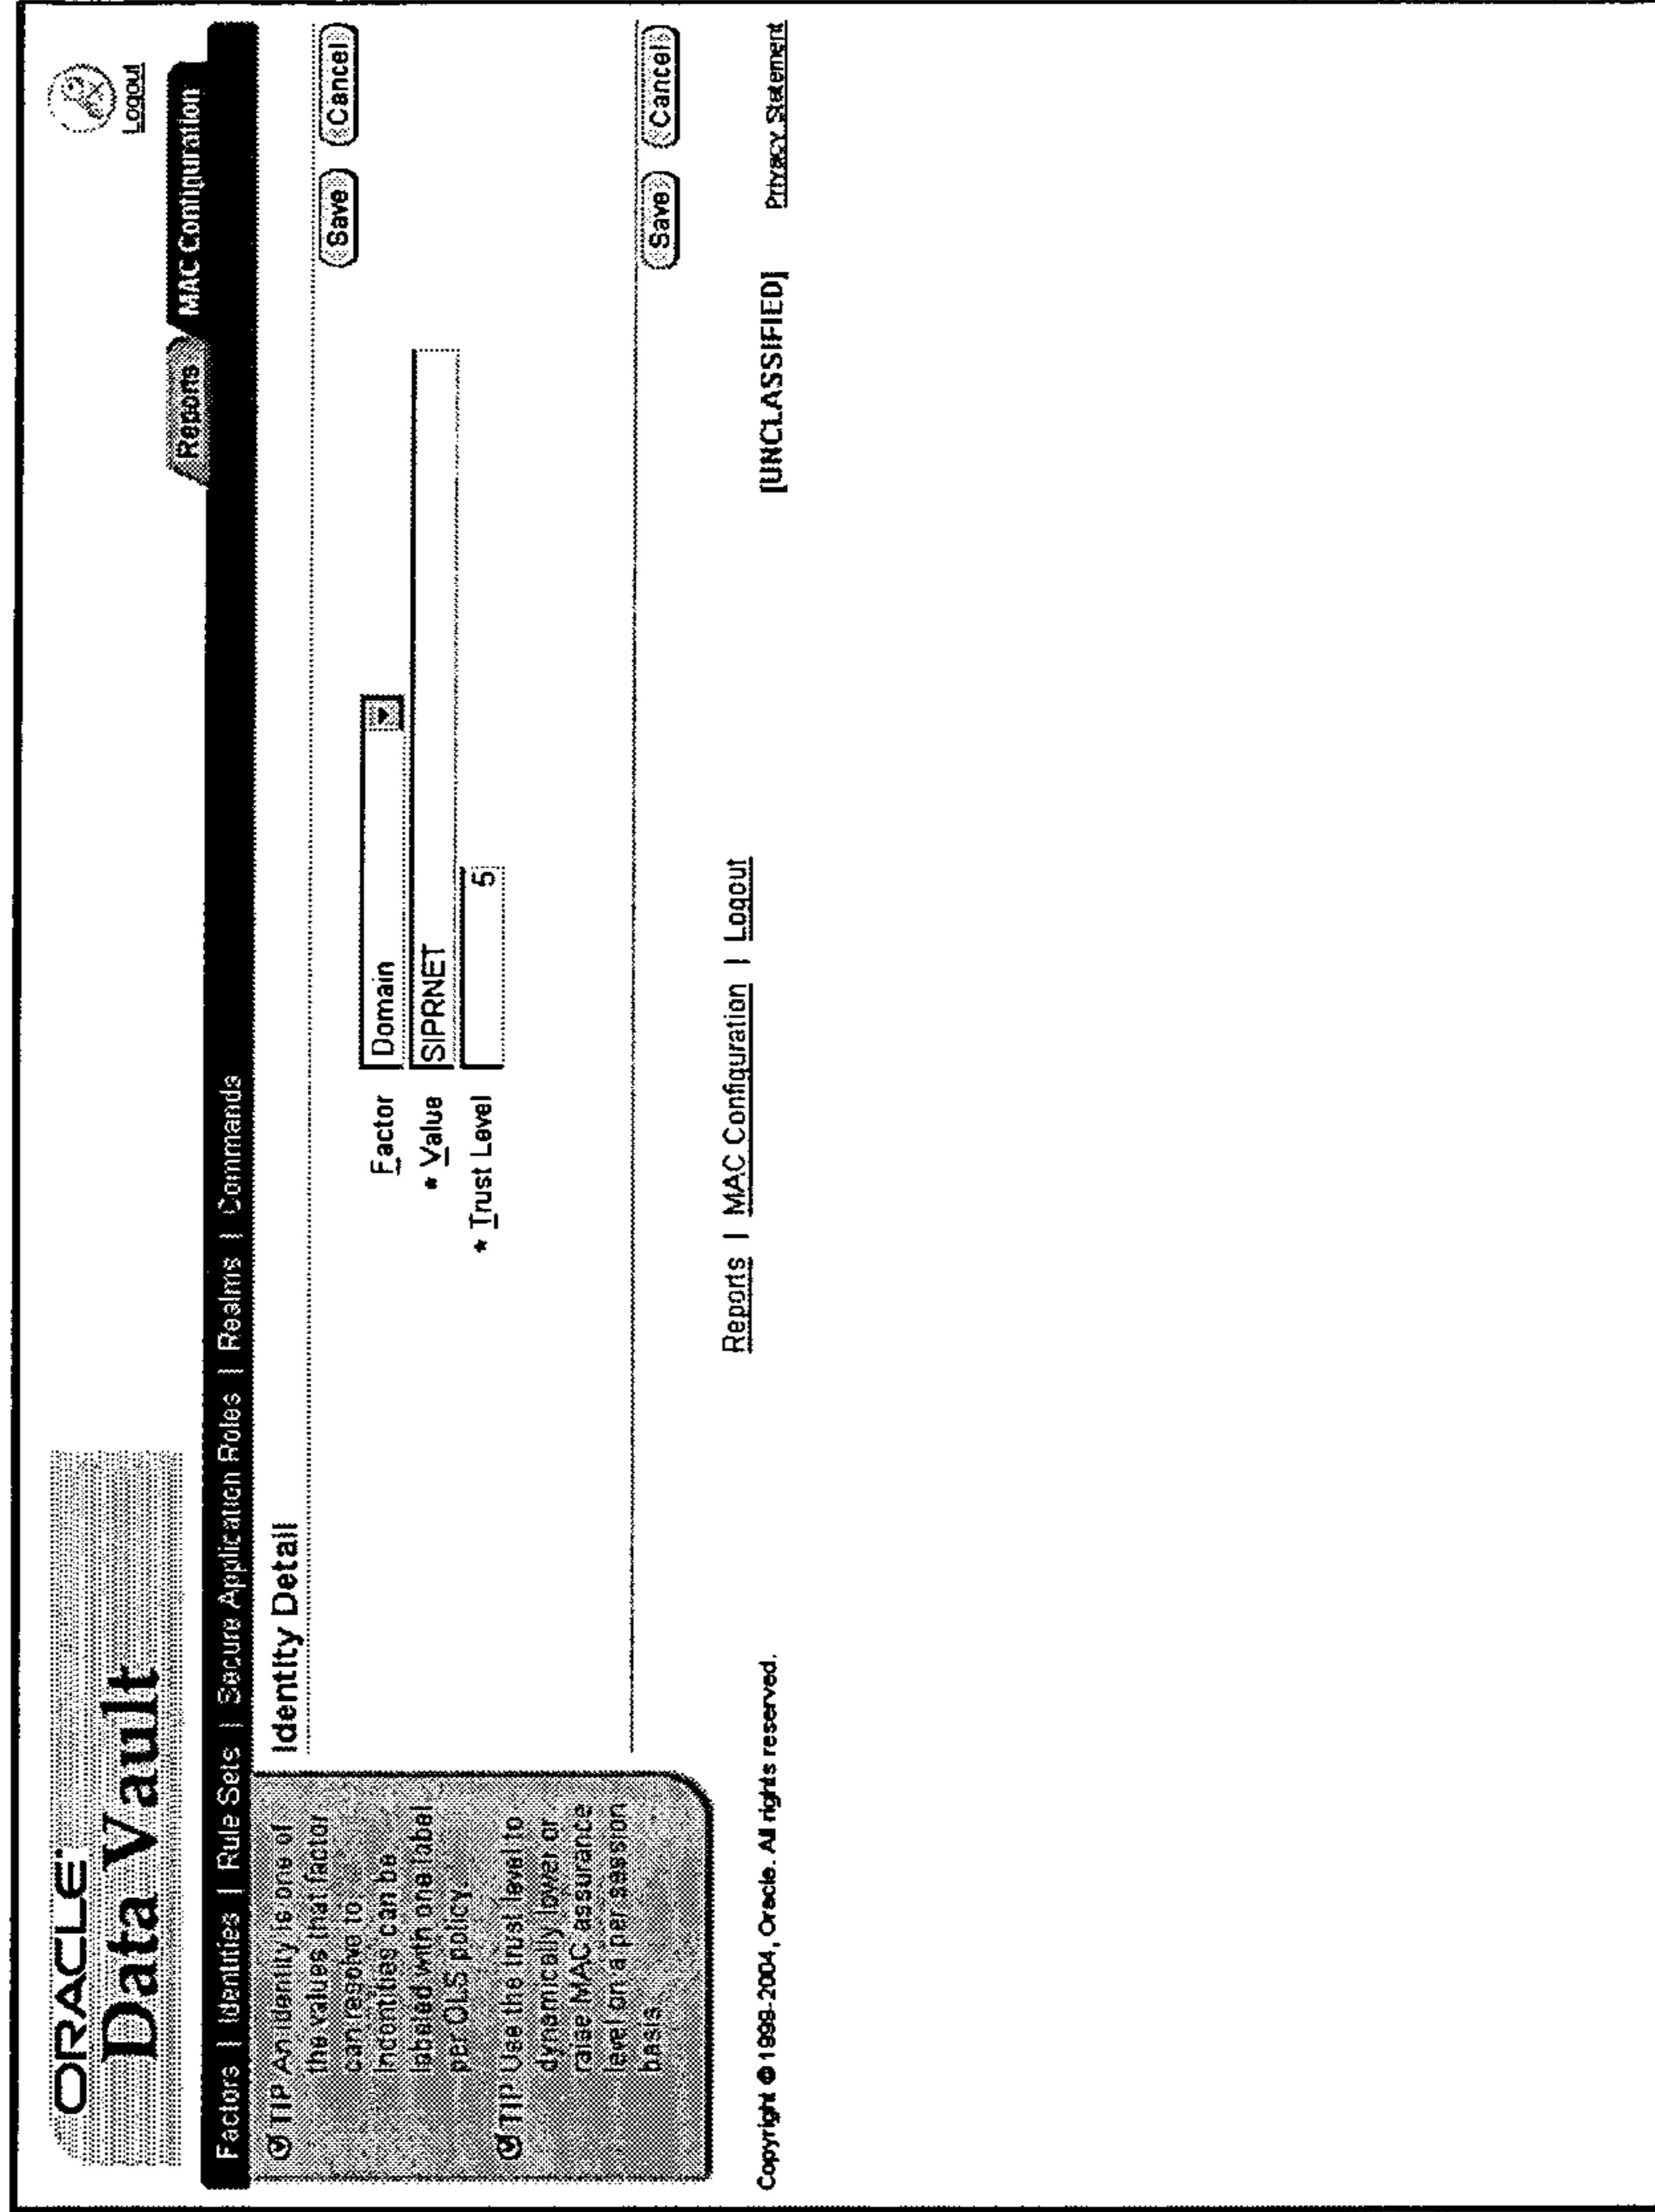 ORACLE
Data Vault
Logout
Reports
MAC Configuration
Factors | Identities | Rule Sets | Secure Application Roles | Realms | Commands
TIP An identity is one of
the values that factor
can resolve to.
Indentities can be
labeled with one label
per OLS policy.
TIP Use the trust level to
dynamically lower or
raise MAC assurance
level on a per session
basis
Identity Detail
Save Cancel
Factor Domain
* Value SIPRNET
* Trust Level 5
Save Cancel
Reports | MAC Configuration | Logout
Copyright © 1999-2004, Oracle. All rights reserved.
[UNCLASSIFIED]
Privacy Statement